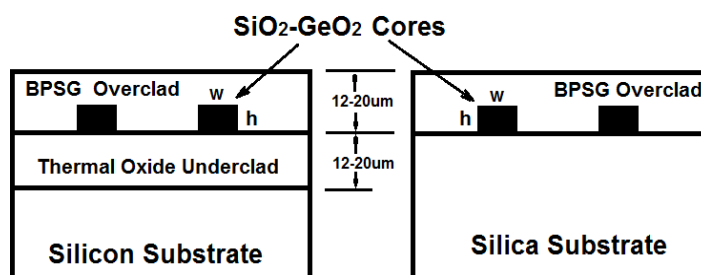 SiO2-GeO2 Cores
BPSG Overclad
w
h
12-20um
Thermal Oxide Underclad
12-20um
Silicon Substrate
w
h
BPSG Overclad
Silica Substrate